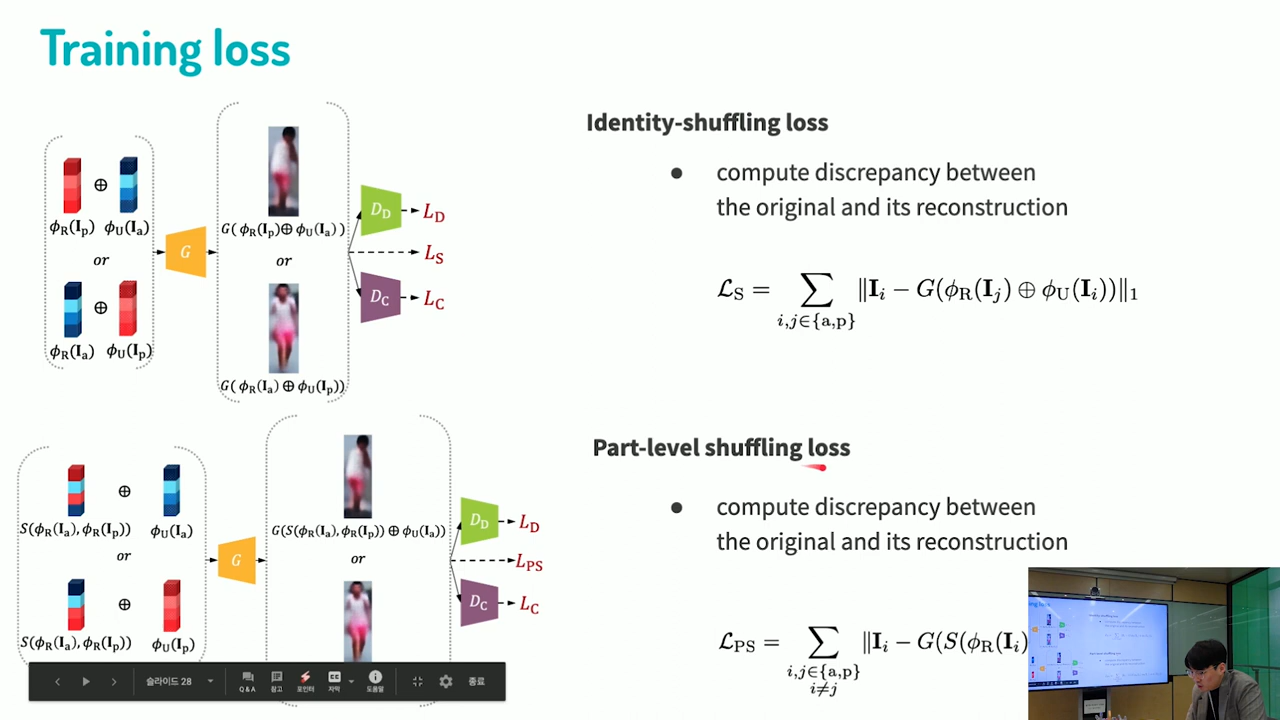 Training loss
Identity-shuffling loss
● compute discrepancy between
the original and its reconstruction
ℒ_S = ∑_{i,j∈{a,p}} ‖I_i − G(ϕ_R(I_j) ⊕ ϕ_U(I_i))‖_1
⊕
ϕ_R(I_p) ϕ_U(I_a)
or
⊕
ϕ_R(I_a) ϕ_U(I_p)
G
G( ϕ_R(I_p)⊕ ϕ_U(I_a))
or
G( ϕ_R(I_a) ⊕ ϕ_U(I_p))
D_D L_D
L_S
D_C L_C
Part-level shuffling loss
● compute discrepancy between
the original and its reconstruction
ℒ_PS = ∑_{i,j∈{a,p} i≠j} ‖I_i − G(S(ϕ_R(I_i)
⊕
S(ϕ_R(I_a), ϕ_R(I_p)) ϕ_U(I_a)
or
⊕
S(ϕ_R(I_a), ϕ_R(I_p)) ϕ_U(I_p)
G
G(S(ϕ_R(I_a), ϕ_R(I_p)) ⊕ ϕ_U(I_a))
or
D_D L_D
L_PS
D_C L_C
슬라이드 28
Q & A
참고
포인터
자막
도움말
종료